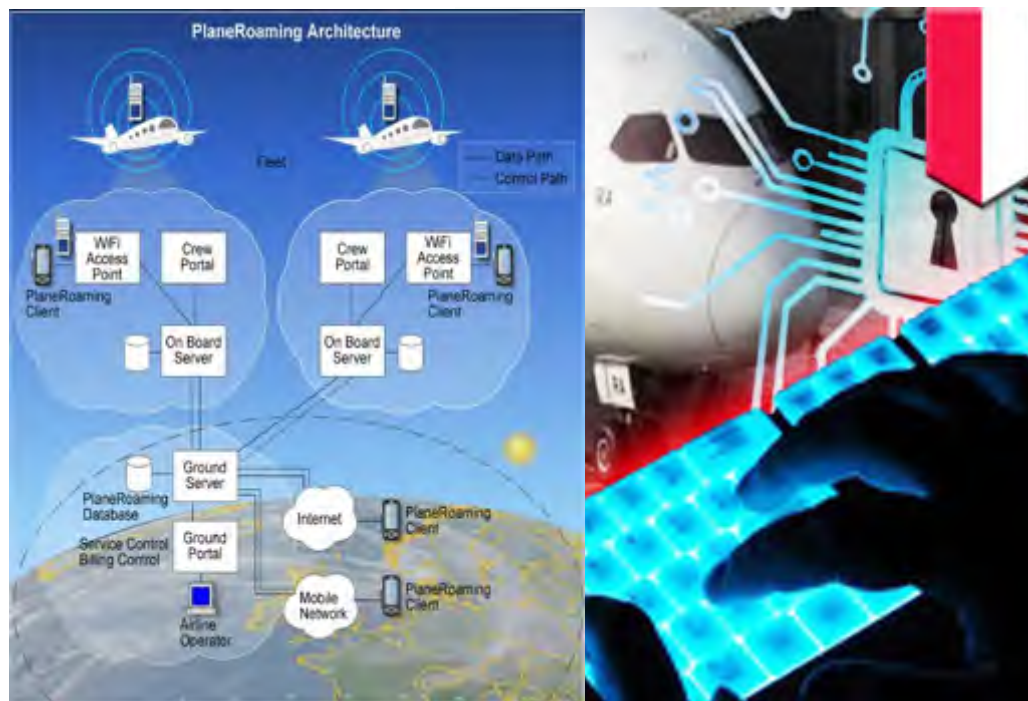 PlaneRoaming Architecture
Fleet
Data Path
Control Path
WiFi
Access
Point
Crew
Portal
PlaneRoaming
Client
On Board
Server
Crew
Portal
WiFi
Access
Point
PlaneRoaming
Client
On Board
Server
Ground
Server
PlaneRoaming
Database
Internet
PlaneRoaming
Client
Service Control
Billing Control
Ground
Portal
Mobile
Network
PlaneRoaming
Client
Airline
Operator
RA
RA